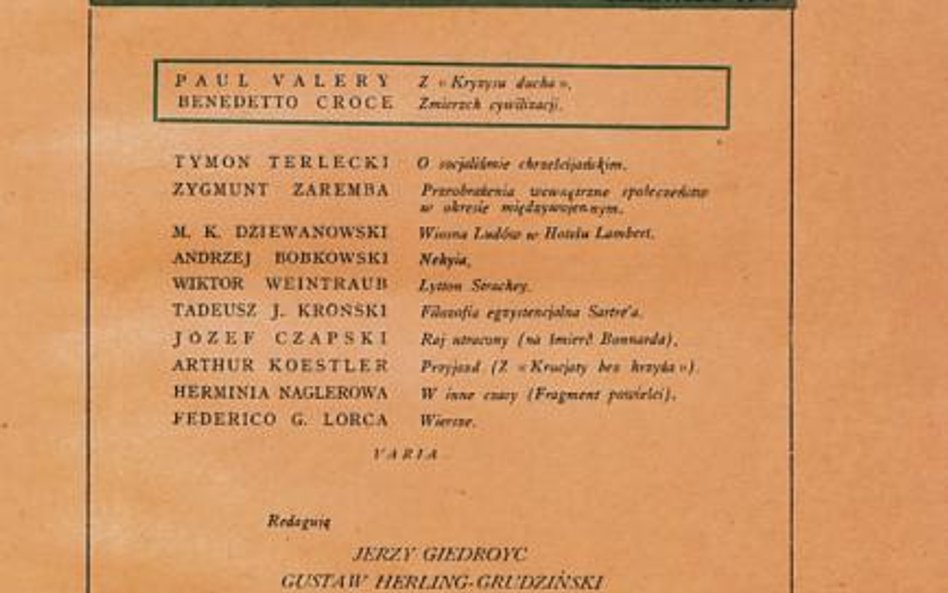 PAUL VALERY Z «Kryzysu ducha».
BENEDETTO CROCE Zmierzch cywilizacji.
TYMON TERLECKI O socjaliźmie chrześcijańskim.
ZYGMUNT ZAREMBA Przeobrażenia wewnętrzne społeczeństw
w okresie międzywojennym.
M. K. DZIEWANOWSKI Wiosna Ludów w Hotelu Lambert.
ANDRZEJ BOBKOWSKI Nekyia.
WIKTOR WEINTRAUB Lytton Strachey.
TADEUSZ J. KROŃSKI Filozofia egzystencjalna Sartre'a.
JÓZEF CZAPSKI Raj utracony (na śmierć Bonnarda).
ARTHUR KOESTLER Przyjazd (Z «Krucjaty bez krzyża»).
HERMINIA NAGLEROWA W inne czasy (Fragment powieści).
FEDERICO G. LORCA Wiersze.
VARIA
Redagują
JERZY GIEDROYC
GUSTAW HERLING-GRUDZIŃSKI